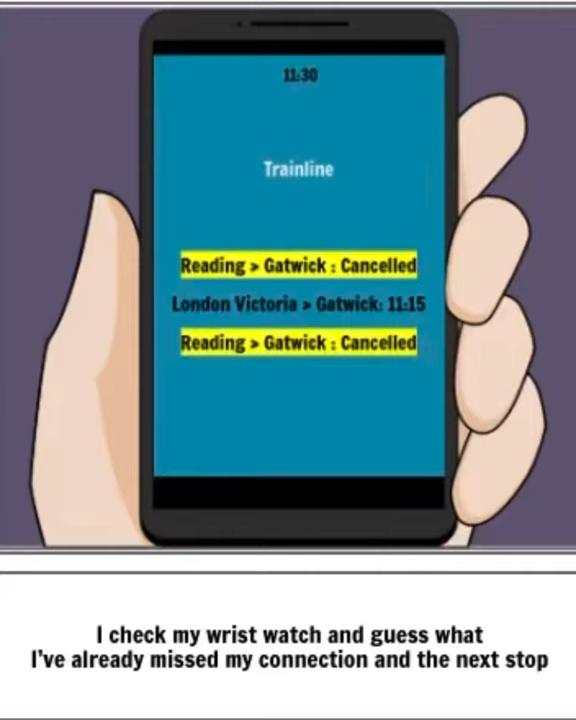 11:30
Trainline
Reading > Gatwick : Cancelled
London Victoria > Gatwick: 11:15
Reading > Gatwick : Cancelled
I check my wrist watch and guess what
I've already missed my connection and the next stop